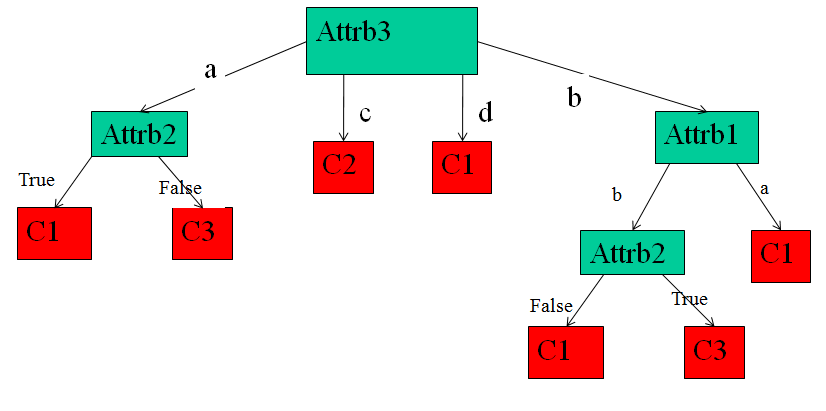 Attrb3
a
b
c
d
Attrb2
C2
C1
Attrb1
True
False
b
a
C1
C3
Attrb2
C1
False
True
C1
C3